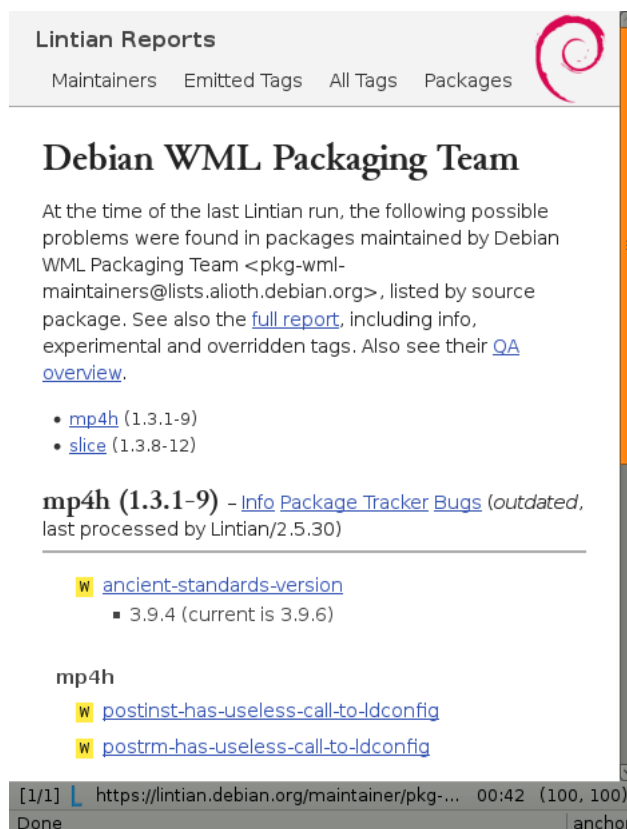 Lintian Reports
Maintainers Emitted Tags All Tags Packages
Debian WML Packaging Team
At the time of the last Lintian run, the following possible
problems were found in packages maintained by Debian
WML Packaging Team <pkg-wml-
maintainers@lists.alioth.debian.org>, listed by source
package. See also the full report, including info,
experimental and overridden tags. Also see their QA
overview.
• mp4h (1.3.1-9)
• slice (1.3.8-12)
mp4h (1.3.1-9) – Info Package Tracker Bugs (outdated,
last processed by Lintian/2.5.30)
W ancient-standards-version
▪ 3.9.4 (current is 3.9.6)
mp4h
W postinst-has-useless-call-to-ldconfig
W postrm-has-useless-call-to-ldconfig
[1/1] https://lintian.debian.org/maintainer/pkg-... 00:42 (100, 100)
Done ancho